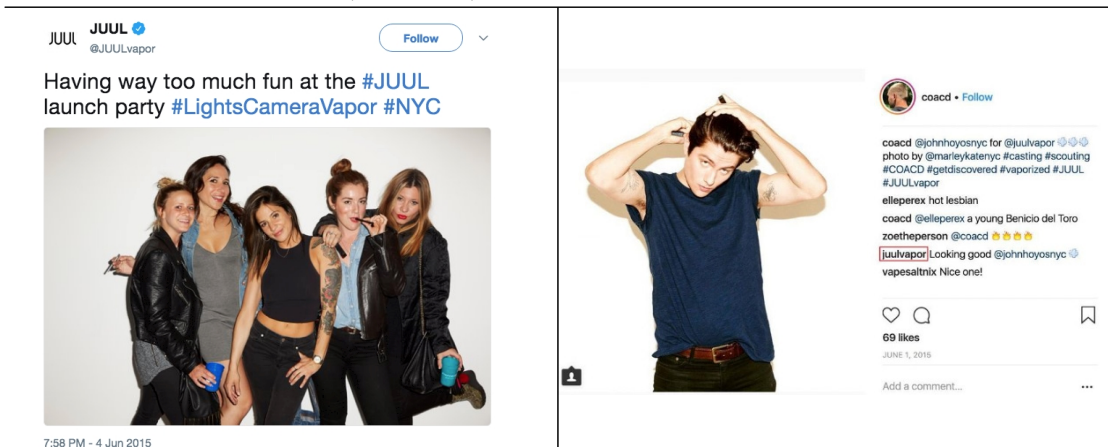 JUUL
JUUL
@JUULvapor
Follow
Having way too much fun at the #JUUL
launch party #LightsCameraVapor #NYC
7:58 PM - 4 Jun 2015
coacd • Follow
coacd @johnhoyosnyc for @juulvapor 💨💨💨
photo by @marleykatenyc #casting #scouting
#COACD #getdiscovered #vaporized #JUUL
#JUULvapor
elleperex hot lesbian
coacd @elleperex a young Benicio del Toro
zoetheperson @coacd 🔥🔥🔥🔥
juulvapor Looking good @johnhoyosnyc 💨
vapesaltnix Nice one!
69 likes
JUNE 1, 2015
Add a comment...